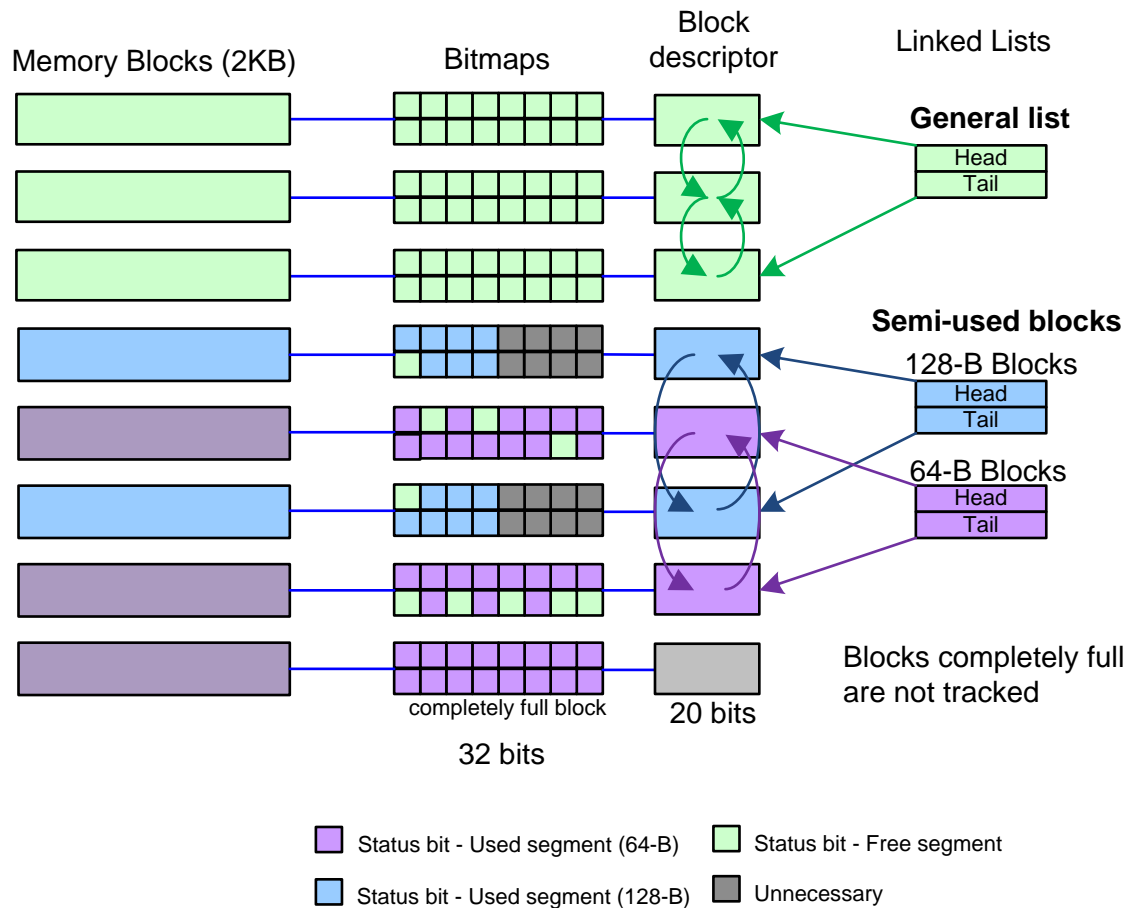 Memory Blocks (2KB)
Bitmaps
Block
descriptor
Linked Lists
General list
Head
Tail
Semi-used blocks
128-B Blocks
Head
Tail
64-B Blocks
Head
Tail
Blocks completely full
are not tracked
completely full block
20 bits
32 bits
Status bit - Used segment (64-B)
Status bit - Free segment
Status bit - Used segment (128-B)
Unnecessary